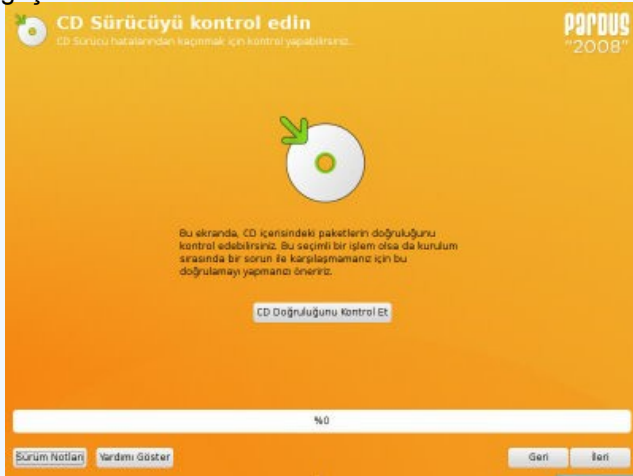 CD Sürücüyü kontrol edin
CD Sürücü hatalarından kaçınmak için kontrol yapabilirsiniz...
PARDUS
"2008"
Bu ekranda, CD içerisindeki paketlerin doğruluğunu
kontrol edebilirsiniz. Bu seçimli bir işlem olsa da kurulum
sırasında bir sorun ile karşılaşmamanız için bu
doğrulamayı yapmanızı öneririz.
CD Doğruluğunu Kontrol Et
%0
Sürüm Notları
Yardımı Göster
Geri
İleri